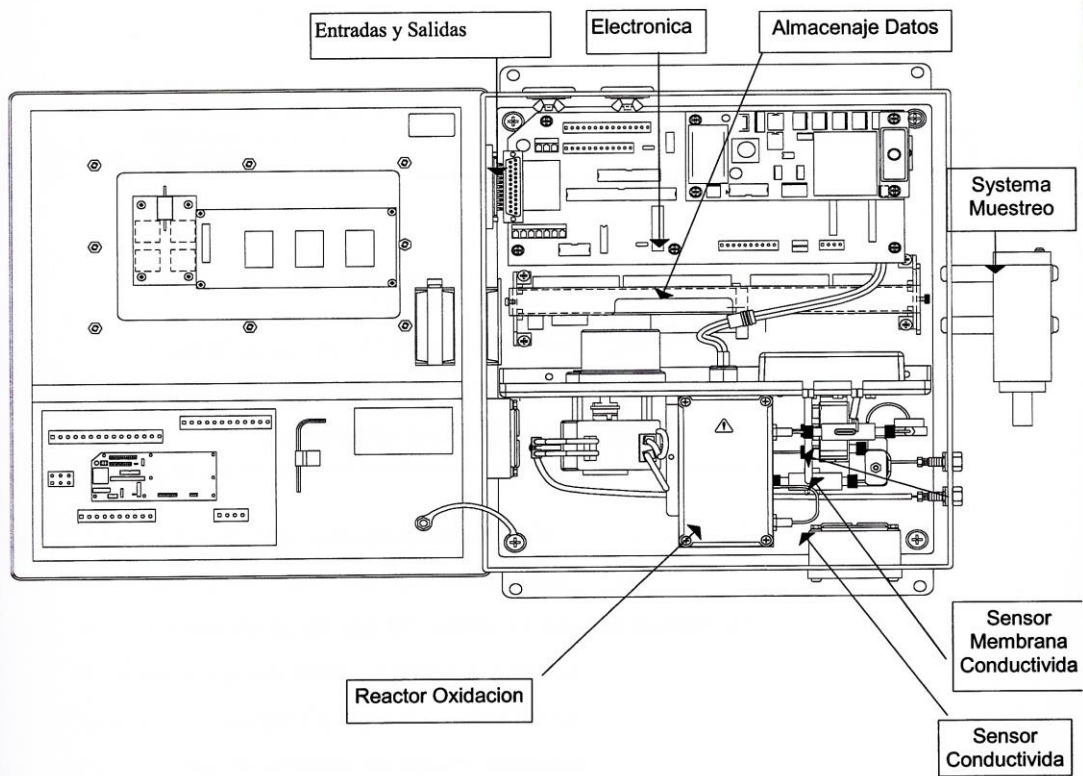 Entradas y Salidas
Electronica
Almacenaje Datos
Systema
Muestreo
Sensor
Membrana
Conductivida
Reactor Oxidacion
Sensor
Conductivida